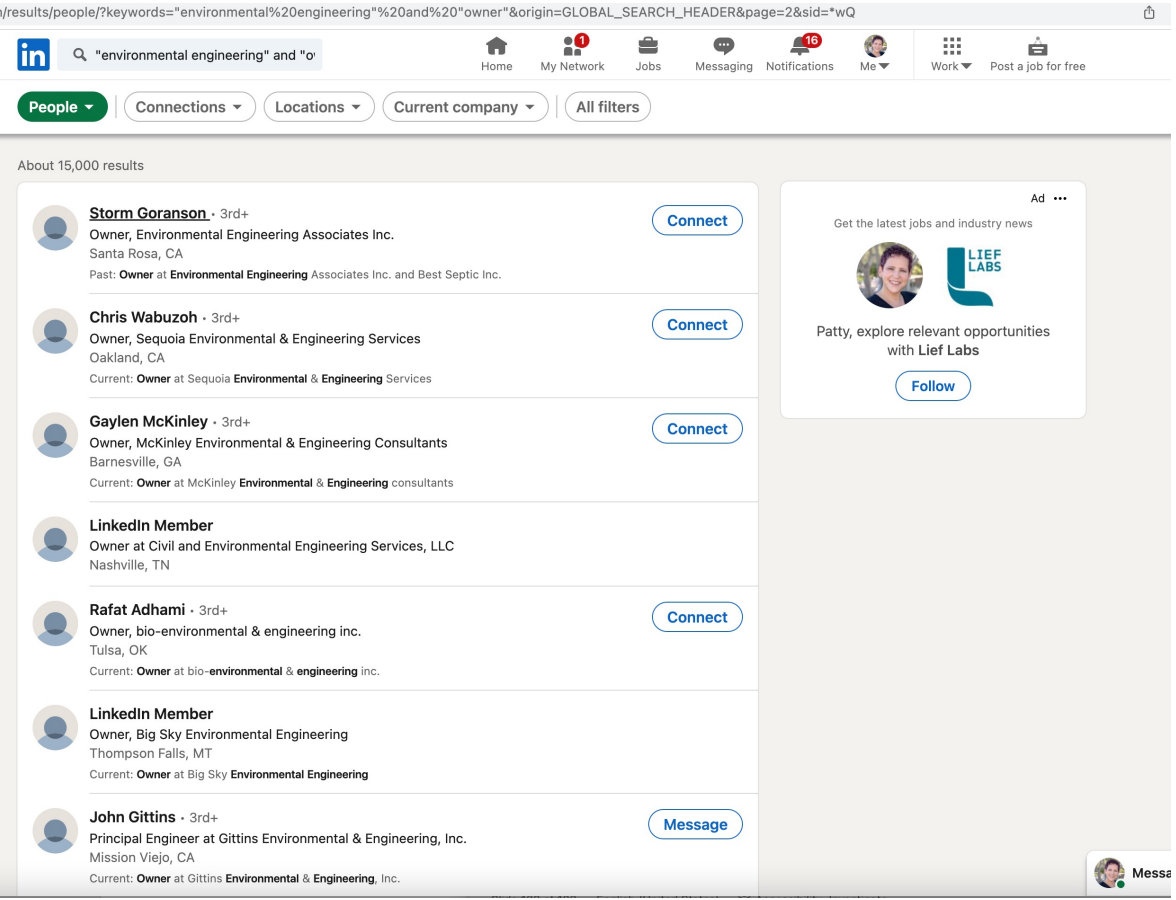 /results/people/?keywords="environmental%20engineering"%20and%20"owner"&origin=GLOBAL_SEARCH_HEADER&page=2&sid=*wQ
in
"environmental engineering" and "o
Home
1
My Network
Jobs
Messaging
16
Notifications
Me
Work
Post a job for free
People
Connections
Locations
Current company
All filters
About 15,000 results
Storm Goranson • 3rd+
Connect
Owner, Environmental Engineering Associates Inc.
Santa Rosa, CA
Past: Owner at Environmental Engineering Associates Inc. and Best Septic Inc.
Chris Wabuzoh • 3rd+
Connect
Owner, Sequoia Environmental & Engineering Services
Oakland, CA
Current: Owner at Sequoia Environmental & Engineering Services
Gaylen McKinley • 3rd+
Connect
Owner, McKinley Environmental & Engineering Consultants
Barnesville, GA
Current: Owner at McKinley Environmental & Engineering consultants
LinkedIn Member
Owner at Civil and Environmental Engineering Services, LLC
Nashville, TN
Rafat Adhami • 3rd+
Connect
Owner, bio-environmental & engineering inc.
Tulsa, OK
Current: Owner at bio-environmental & engineering inc.
LinkedIn Member
Owner, Big Sky Environmental Engineering
Thompson Falls, MT
Current: Owner at Big Sky Environmental Engineering
John Gittins • 3rd+
Message
Principal Engineer at Gittins Environmental & Engineering, Inc.
Mission Viejo, CA
Current: Owner at Gittins Environmental & Engineering, Inc.
Ad •••
Get the latest jobs and industry news
LIEF
LABS
Patty, explore relevant opportunities
with Lief Labs
Follow
Messa